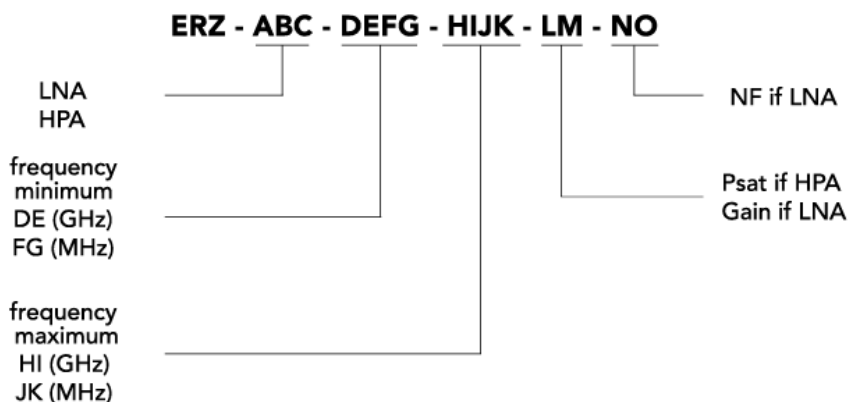 ERZ - ABC - DEFG - HIJK - LM - NO
LNA
HPA
frequency
minimum
DE (GHz)
FG (MHz)
frequency
maximum
HI (GHz)
JK (MHz)
NF if LNA
Psat if HPA
Gain if LNA